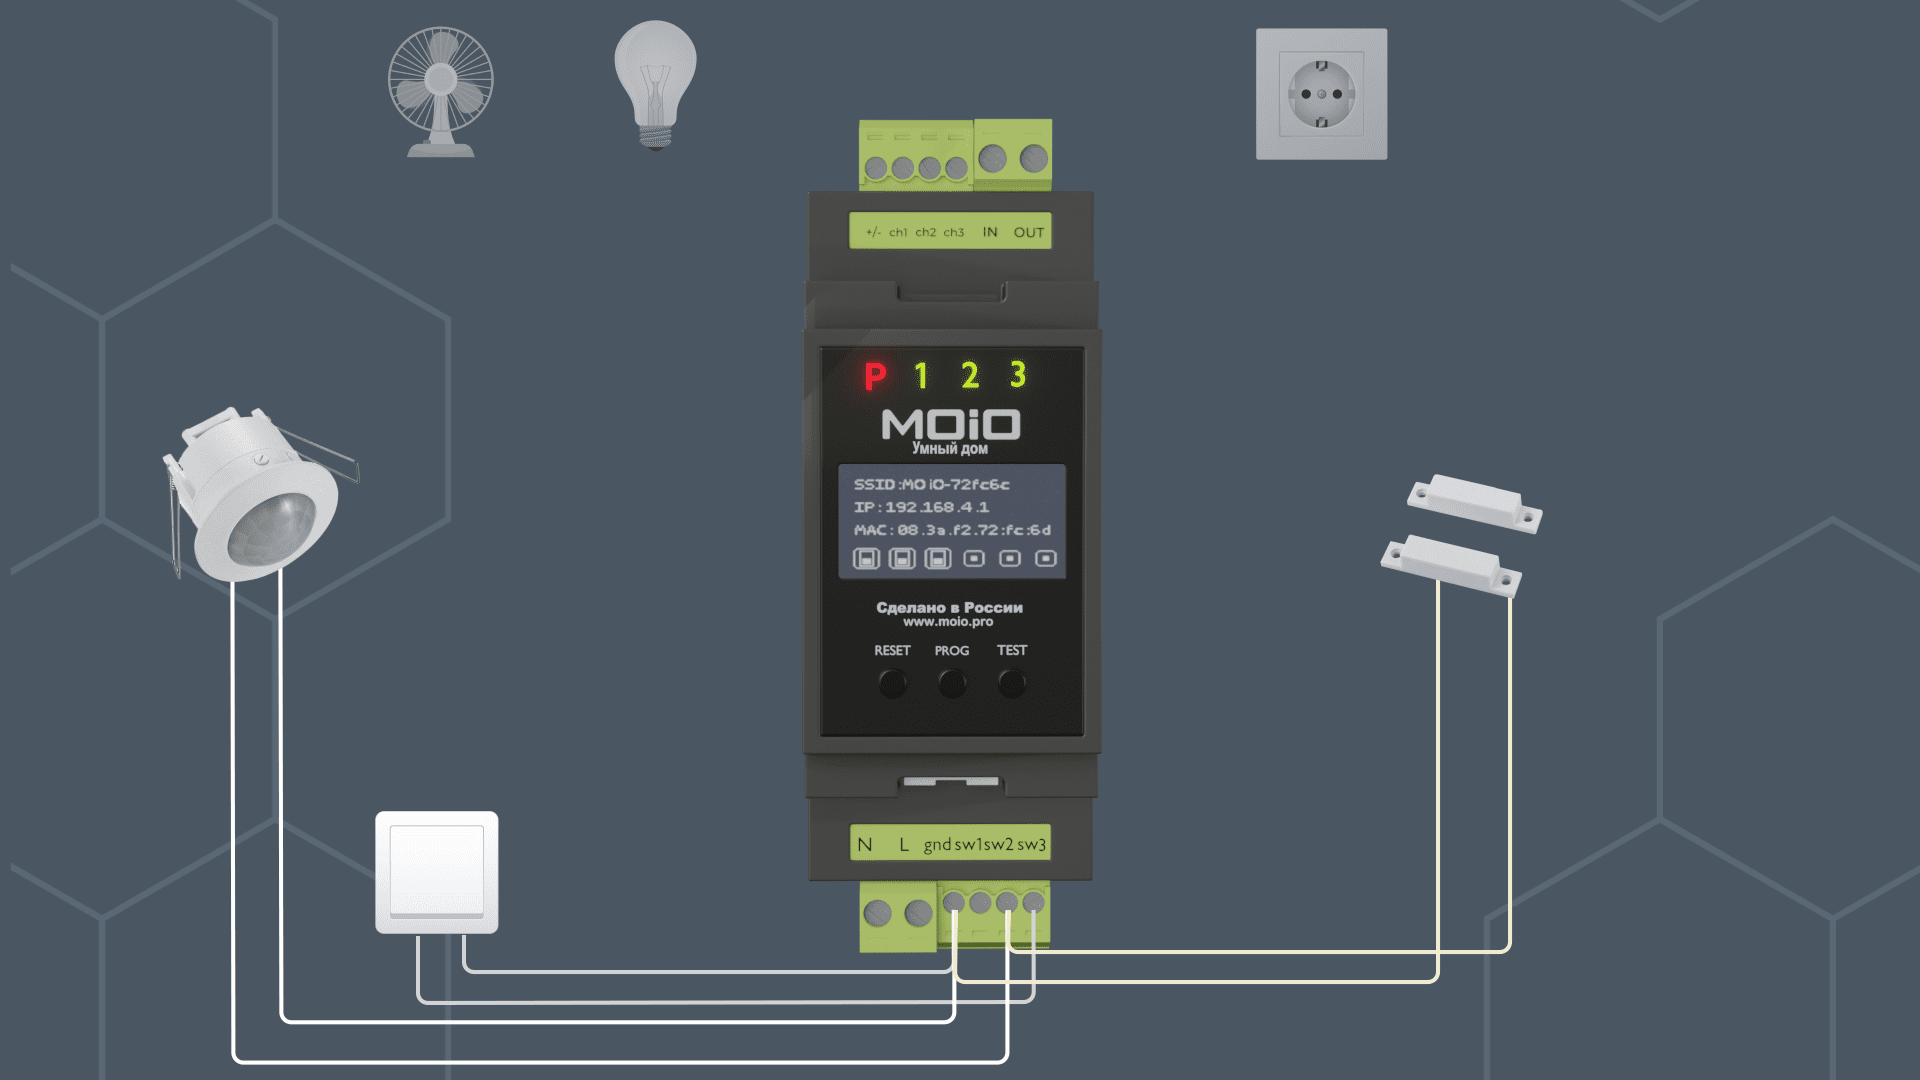 +/- ch1 ch2 ch3 IN OUT
P 1 2 3
MOiO
Умный дом
SSID:MOiO-72fc6c
IP:192.168.4.1
MAC:08.3a.f2.72:fc:6d
Сделано в России
www.moio.pro
RESET PROG TEST
N L gnd sw1 sw2 sw3